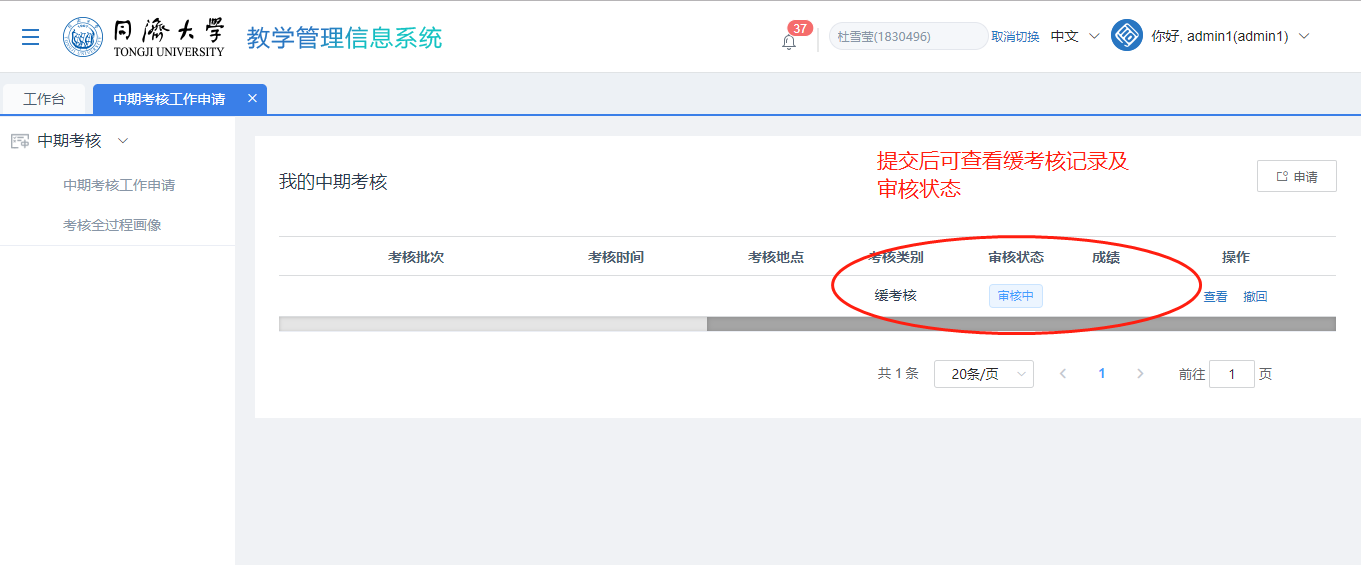 同濟大學
TONGJI UNIVERSITY
教学管理信息系统
37
杜雪莹(1830496)
取消切换
中文
你好, admin1(admin1)
工作台
中期考核工作申请 ×
中期考核
中期考核工作申请
考核全过程画像
我的中期考核
提交后可查看缓考核记录及
审核状态
申请
考核批次 考核时间 考核地点 考核类别 审核状态 成绩 操作
缓考核 审核中 查看 撤回
共 1 条 20条/页 < 1 > 前往 1 页